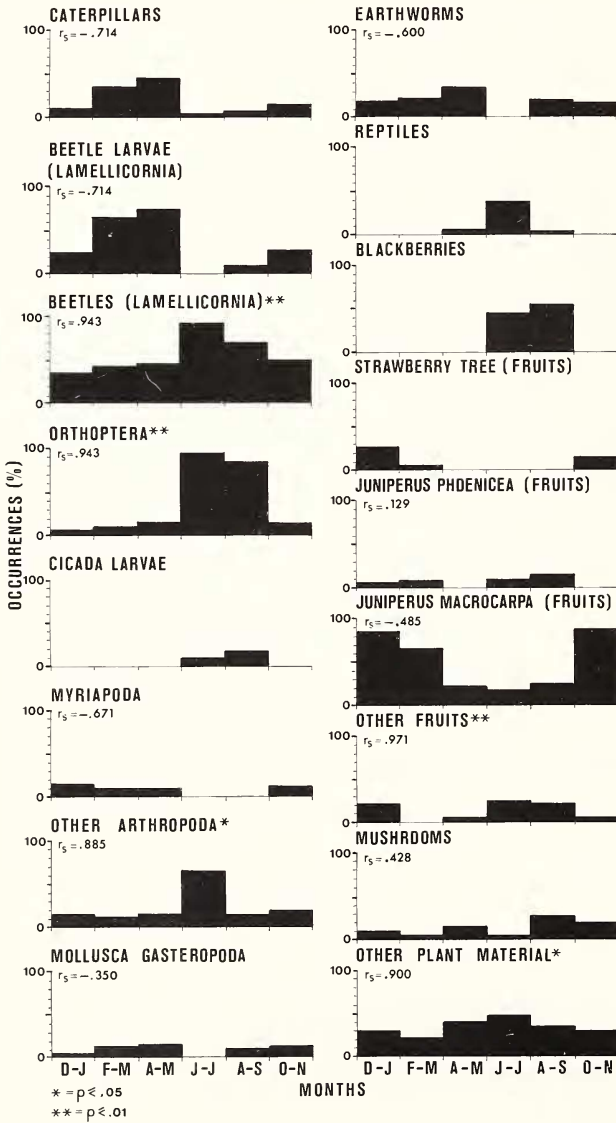 CATERPILLARS
100
rs = −.714
0
BEETLE LARVAE
(LAMELLICORNIA)
100
rs = −.714
0
BEETLES (LAMELLICORNIA)**
100
rs = .943
0
ORTHOPTERA**
100
rs = .943
0
CICADA LARVAE
100
0
MYRIAPODA
100
rs = −.671
0
OTHER ARTHROPODA*
100
rs = .885
0
MOLLUSCA GASTEROPODA
100
rs = −.350
0
D-J F-M A-M J-J A-S O-N
OCCURRENCES (%)
EARTHWORMS
100
rs = −.600
0
REPTILES
100
0
BLACKBERRIES
100
0
STRAWBERRY TREE (FRUITS)
100
0
JUNIPERUS PHOENICEA (FRUITS)
100
rs = .129
0
JUNIPERUS MACROCARPA (FRUITS)
100
rs = −.485
0
OTHER FRUITS**
100
rs = .971
0
MUSHROOMS
100
rs = .428
0
OTHER PLANT MATERIAL*
100
rs = .900
0
D-J F-M A-M J-J A-S O-N
MONTHS
* = p ⩽ .05
** = p ⩽ .01